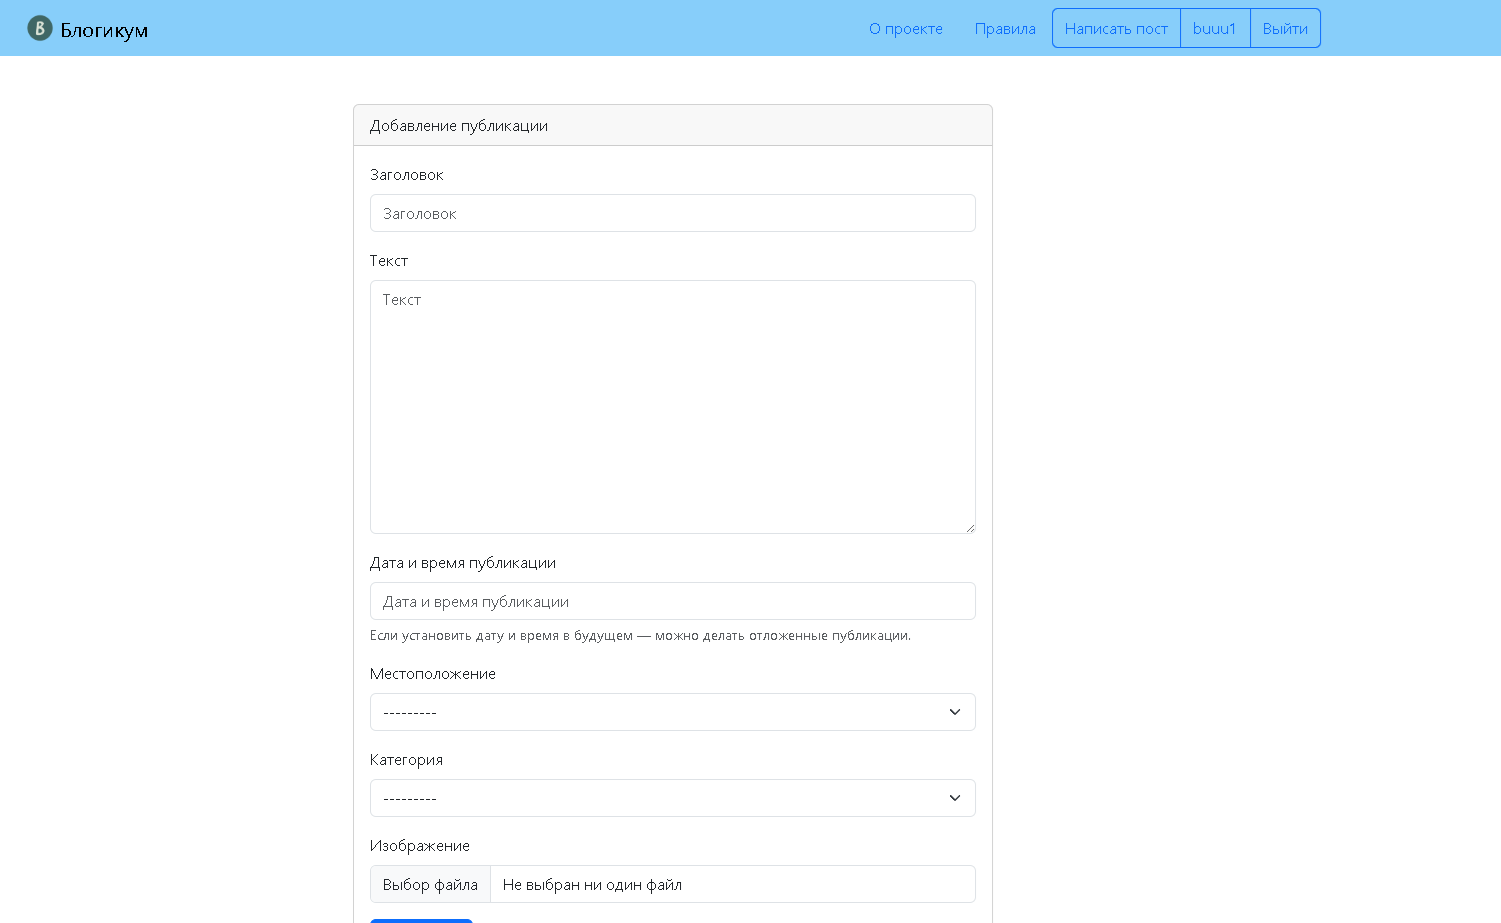 B Блогикум
О проекте Правила Написать пост buuu1 Выйти
Добавление публикации
Заголовок
Заголовок
Текст
Текст
Дата и время публикации
Дата и время публикации
Если установить дату и время в будущем — можно делать отложенные публикации.
Местоположение
---------
Категория
---------
Изображение
Выбор файла Не выбран ни один файл